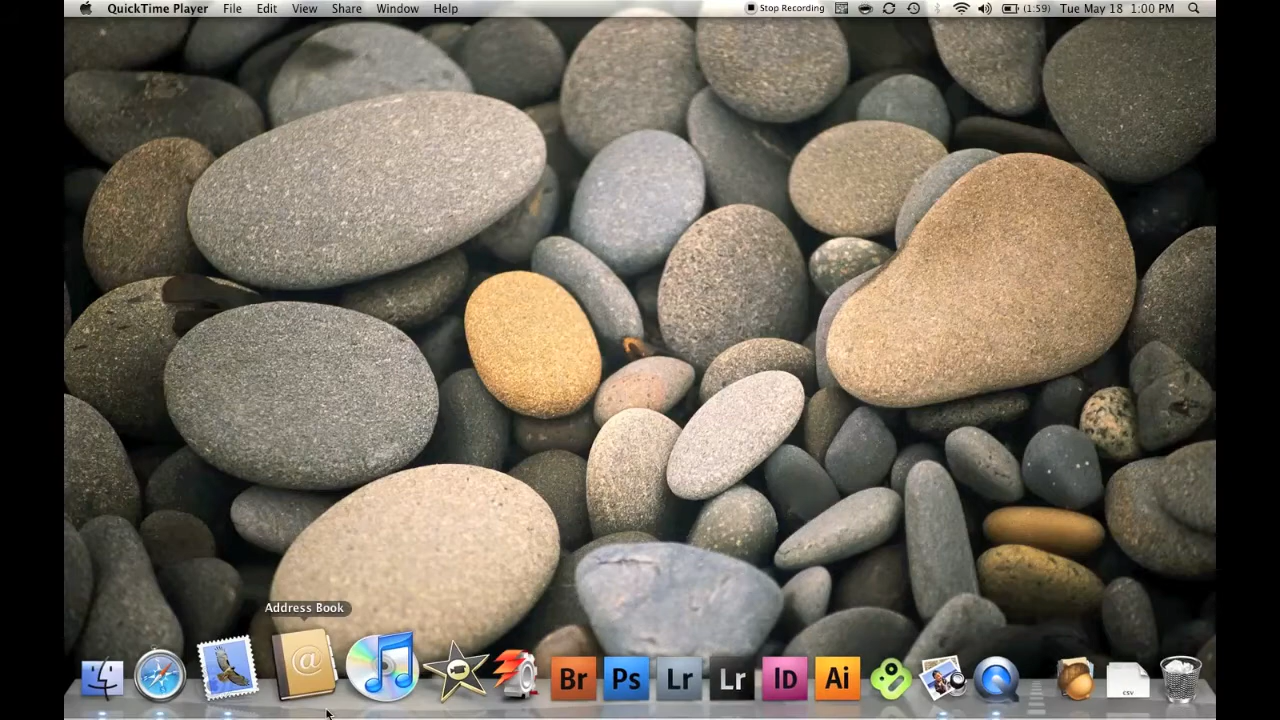 QuickTime Player File Edit View Share Window Help Stop Recording (1:59) Tue May 18 1:00 PM
Address Book
@
Br Ps Lr Lr ID Ai
CSV